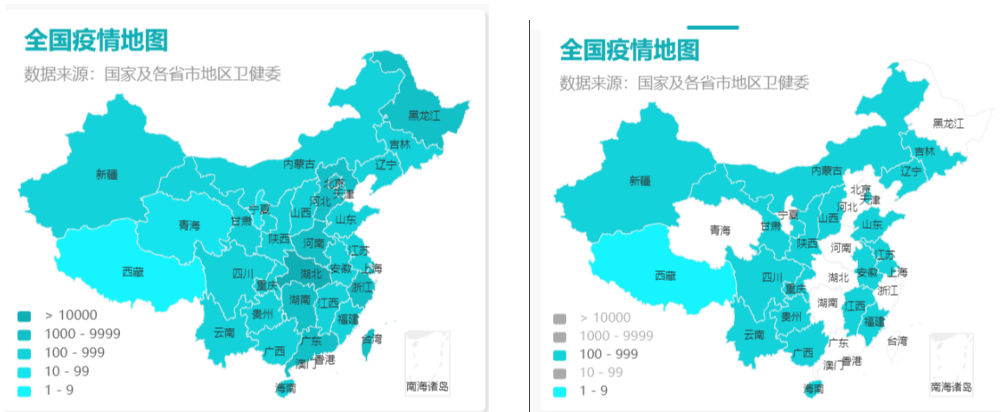 全国疫情地图
数据来源：国家及各省市地区卫健委
黑龙江
吉林
辽宁
内蒙古
新疆
北京
天津
河北
宁夏
山西
山东
青海
甘肃
陕西
河南
江苏
西藏
四川
湖北
安徽
上海
重庆
浙江
湖南
江西
贵州
云南
福建
广西
广东
台湾
澳门
香港
海南
南海诸岛
> 10000
1000 - 9999
100 - 999
10 - 99
1 - 9
全国疫情地图
数据来源：国家及各省市地区卫健委
黑龙江
吉林
辽宁
内蒙古
新疆
北京
天津
河北
宁夏
山西
山东
青海
甘肃
陕西
河南
江苏
西藏
四川
湖北
安徽
上海
重庆
浙江
湖南
江西
贵州
云南
福建
广西
广东
台湾
澳门
香港
海南
南海诸岛
> 10000
1000 - 9999
100 - 999
10 - 99
1 - 9